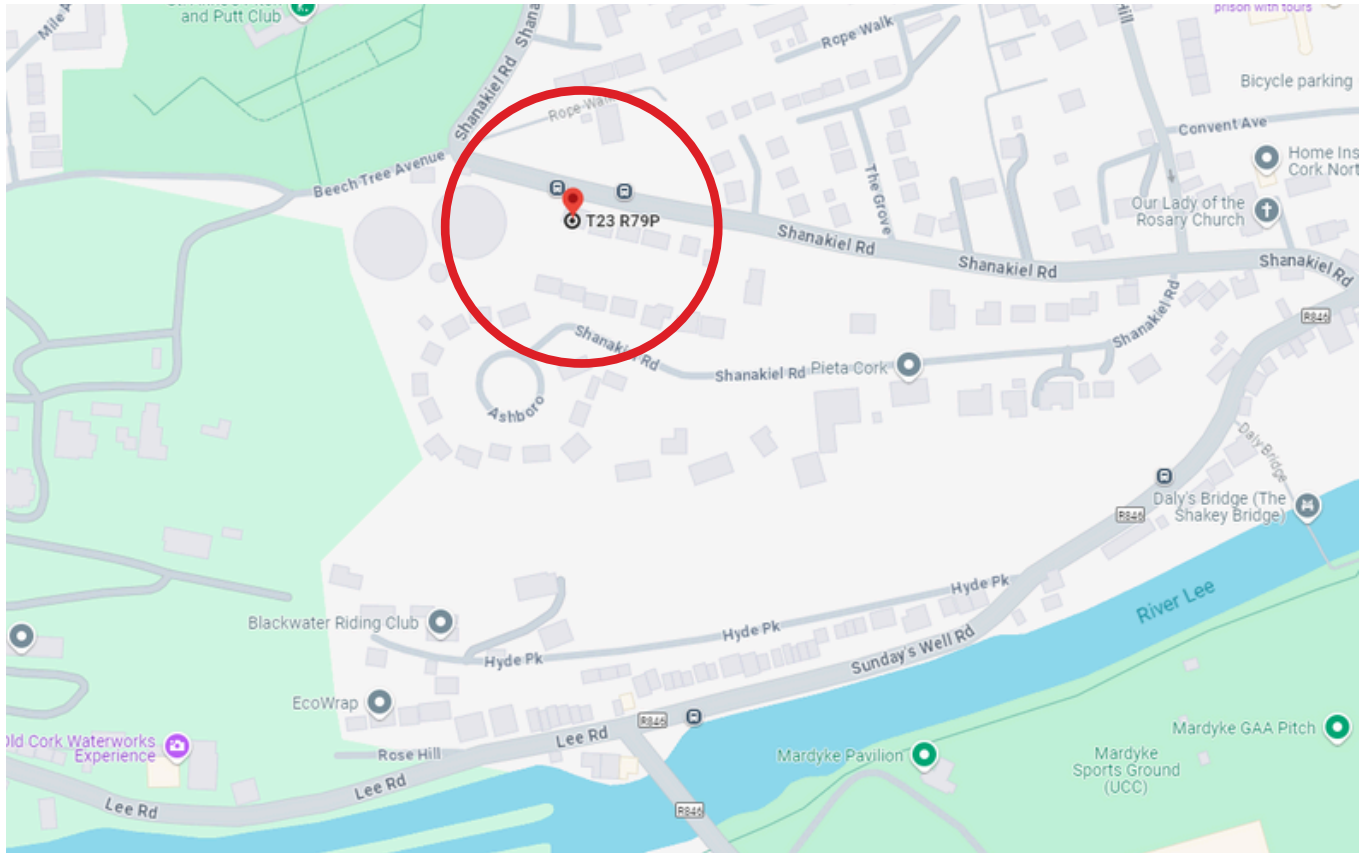 and Putt Club
Mile
Shanakiel Rd
Shana
Rope Walk
Hill
prison with tours
Bicycle parking
Convent Ave
Home Ins
Cork Nort
Rope Walk
Beech Tree Avenue
The Grove
Our Lady of the
Rosary Church
T23 R79P
Shanakiel Rd
Shanakiel Rd
Shanakiel Rd
R846
Shanakiel Rd
Shanakiel Rd
Shanakiel Rd
Pieta Cork
Ashboro
Daly Bridge
Daly's Bridge (The
Shakey Bridge)
R846
Hyde Pk
River Lee
Blackwater Riding Club
Hyde Pk
Hyde Pk
Sunday's Well Rd
EcoWrap
R846
Lee Rd
Old Cork Waterworks
Experience
Rose Hill
Mardyke Pavilion
Mardyke GAA Pitch
Mardyke
Sports Ground
(UCC)
Lee Rd
Lee Rd
R846